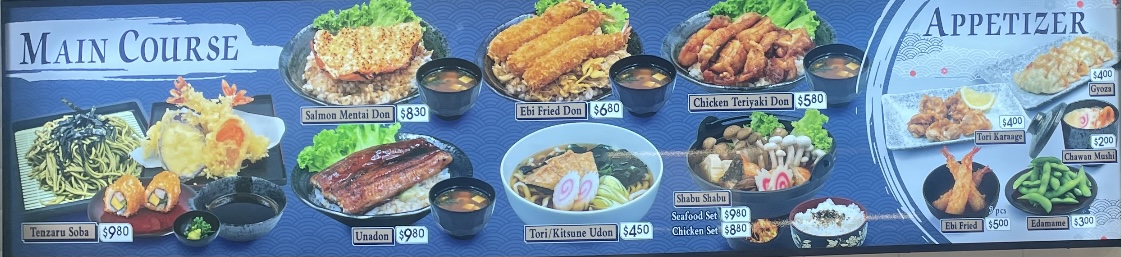 MAIN COURSE
Salmon Mentai Don $8.30
Ebi Fried Don $6.80
Chicken Teriyaki Don $5.80
Tenzaru Soba $9.80
Unadon $9.80
Tori/Kitsune Udon $4.50
Shabu Shabu
Seafood Set $9.80
Chicken Set $8.80
APPETIZER
$4.00
Gyoza
$4.00
Tori Karaage
$2.00
Chawan Mushi
pcs
Ebi Fried $5.00
Edamame $3.00